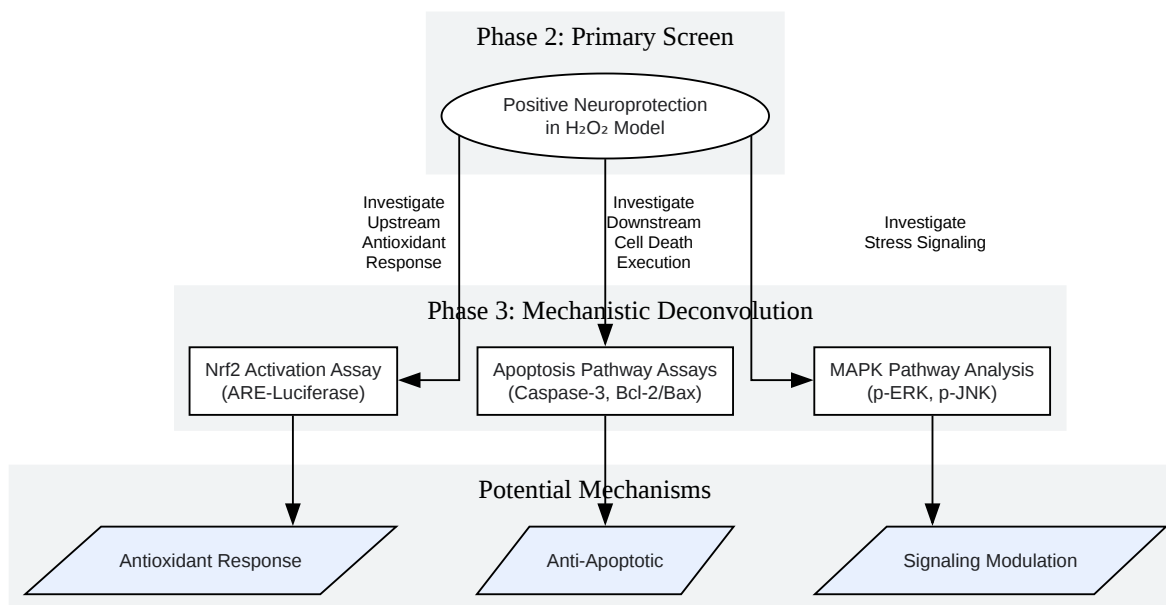 Phase 2: Primary Screen
Positive Neuroprotection
in H₂O₂ Model
Investigate
Upstream
Antioxidant
Response
Investigate
Downstream
Cell Death
Execution
Investigate
Stress Signaling
Phase 3: Mechanistic Deconvolution
Nrf2 Activation Assay
(ARE-Luciferase)
Apoptosis Pathway Assays
(Caspase-3, Bcl-2/Bax)
MAPK Pathway Analysis
(p-ERK, p-JNK)
Potential Mechanisms
Antioxidant Response
Anti-Apoptotic
Signaling Modulation